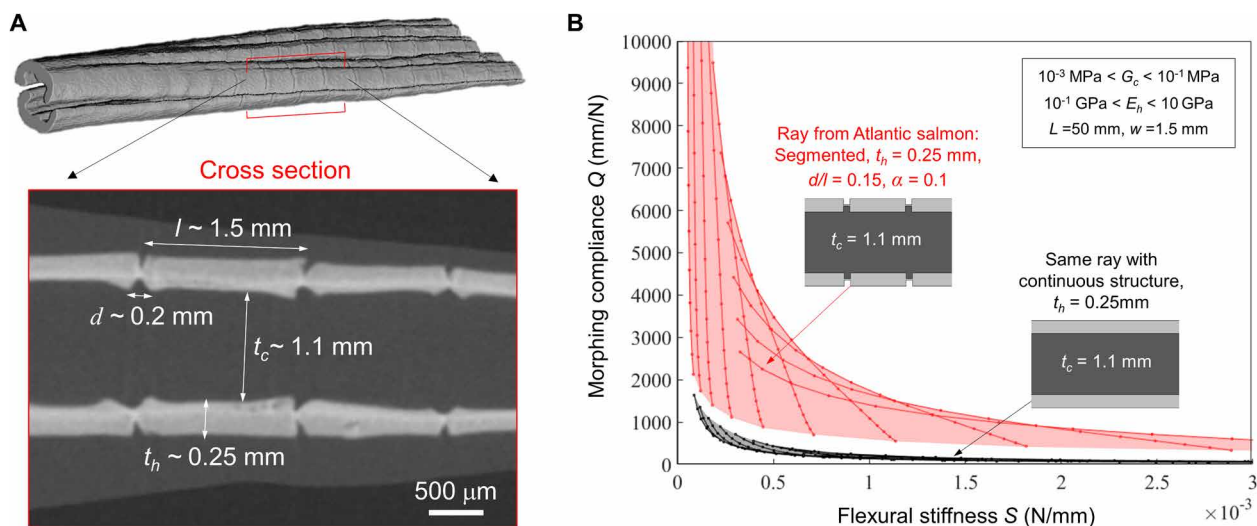 A
Cross section
l ~ 1.5 mm
d ~ 0.2 mm
t_c ~ 1.1 mm
t_h ~ 0.25 mm
500 μm
B
Morphing compliance Q (mm/N)
10000
9000
8000
7000
6000
5000
4000
3000
2000
1000
0
10⁻³ MPa < G_c < 10⁻¹ MPa
10⁻¹ GPa < E_h < 10 GPa
L =50 mm, w =1.5 mm
Ray from Atlantic salmon:
Segmented, t_h = 0.25 mm,
d/l = 0.15, α = 0.1
t_c = 1.1 mm
Same ray with
continuous structure,
t_h = 0.25mm
t_c = 1.1 mm
0 0.5 1 1.5 2 2.5 3
×10⁻³
Flexural stiffness S (N/mm)